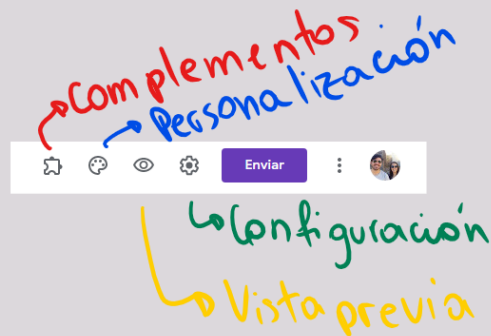 Complementos
Personalización
Enviar
Configuración
Vista previa